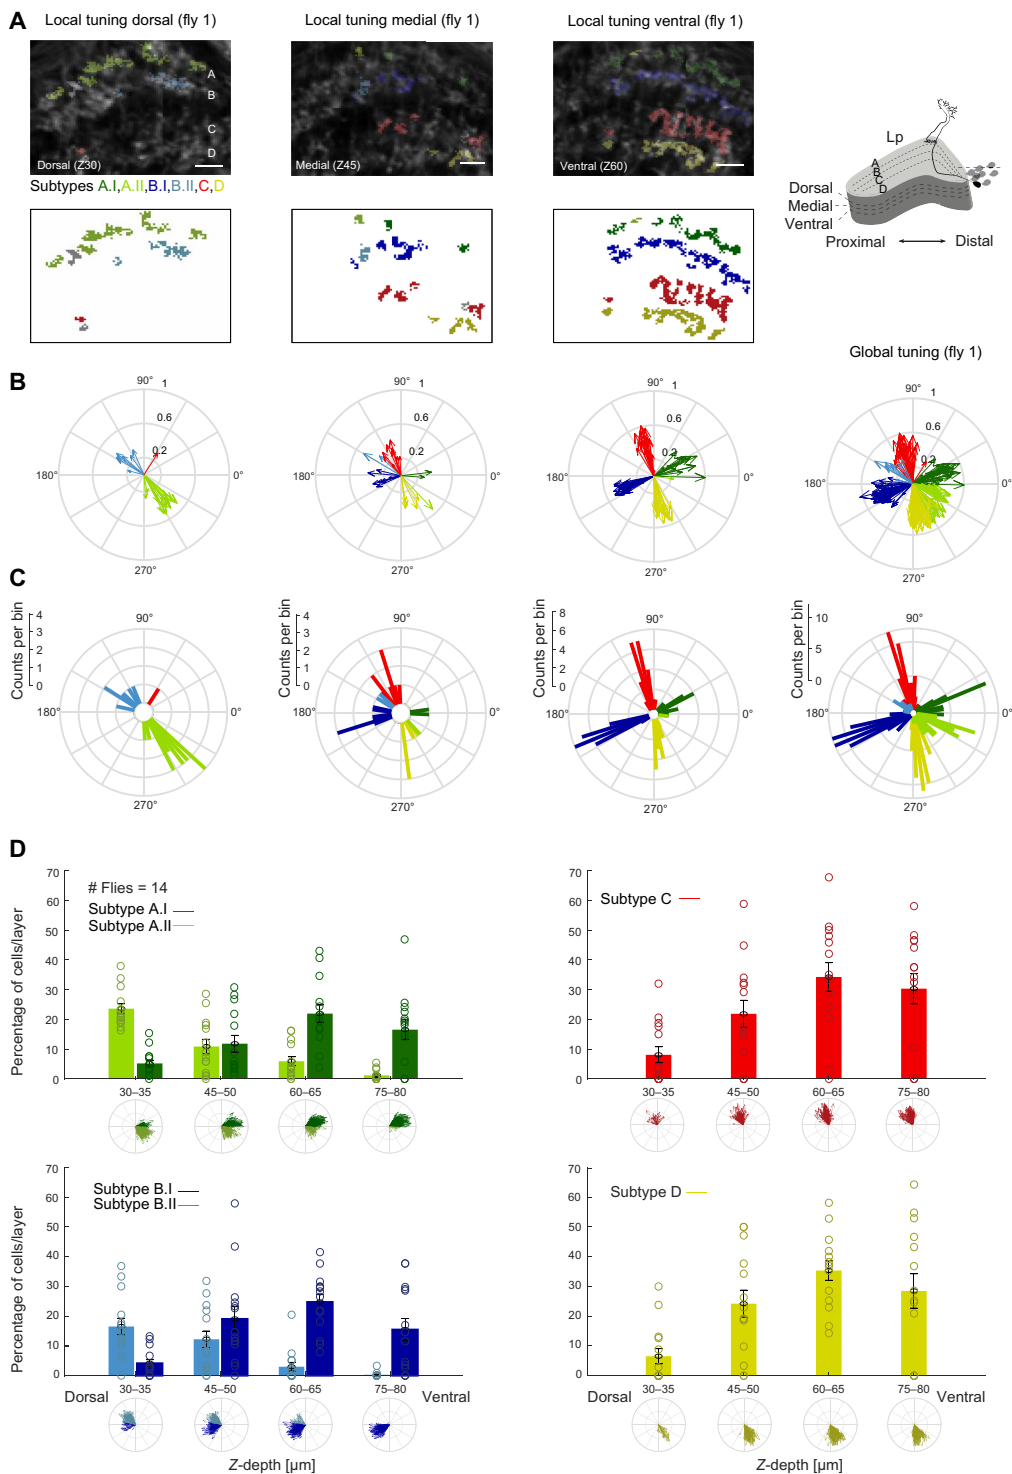 A
Local tuning dorsal (fly 1)
Local tuning medial (fly 1)
Local tuning ventral (fly 1)
A
B
C
D
Dorsal (Z30)
Medial (Z45)
Ventral (Z60)
Subtypes A.I,A.II,B.I,B.II,C,D
Lp
A
B
C
D
Dorsal
Medial
Ventral
Proximal
Distal
Global tuning (fly 1)
B
90°
1
0.6
0.2
180°
0°
270°
90°
1
0.6
0.2
180°
0°
270°
90°
1
0.6
0.2
180°
0°
270°
90°
1
0.6
0.2
180°
0°
270°
C
Counts per bin
4
3
2
1
0
90°
180°
0°
270°
Counts per bin
4
3
2
1
0
90°
180°
0°
270°
Counts per bin
8
6
4
2
0
90°
180°
0°
270°
Counts per bin
10
5
0
90°
180°
0°
270°
D
Percentage of cells/layer
70
60
50
40
30
20
10
0
# Flies = 14
Subtype A.I
Subtype A.II
30–35
45–50
60–65
75–80
70
60
50
40
30
20
10
0
Subtype C
30–35
45–50
60–65
75–80
Percentage of cells/layer
70
60
50
40
30
20
10
0
Subtype B.I
Subtype B.II
Dorsal
30–35
45–50
60–65
75–80
Ventral
Z-depth [µm]
70
60
50
40
30
20
10
0
Subtype D
Dorsal
30–35
45–50
60–65
75–80
Ventral
Z-depth [µm]